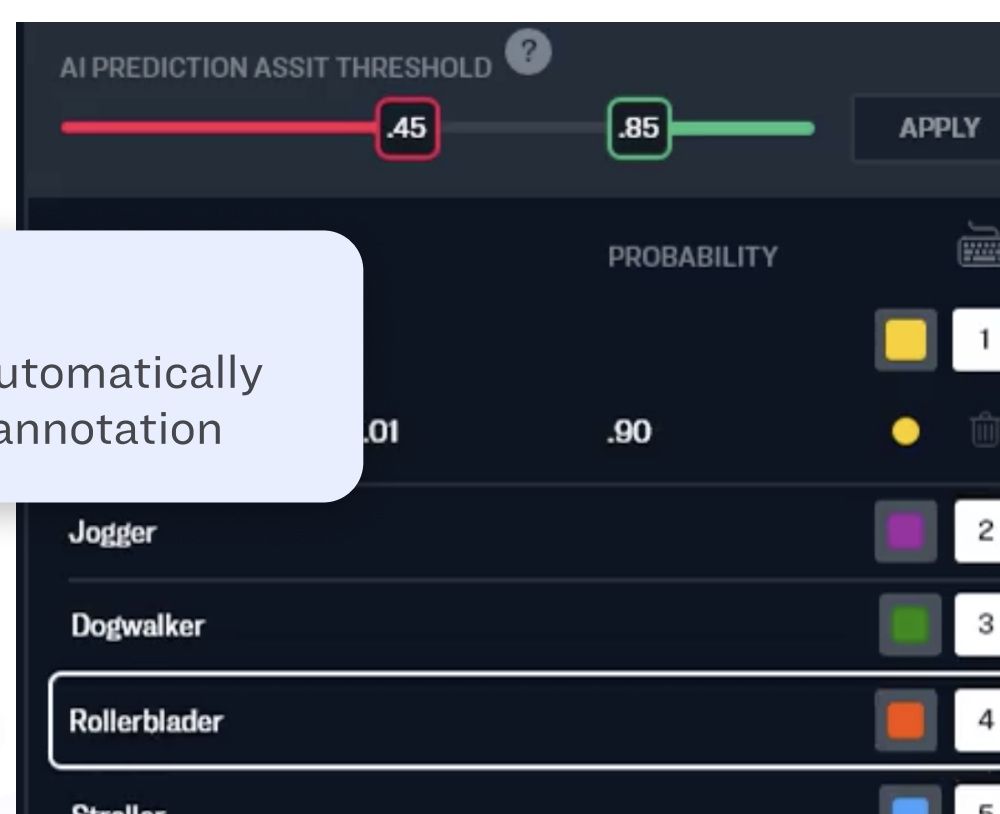 AI PREDICTION ASSIT THRESHOLD ?
.45 .85 APPLY
PROBABILITY
1
utomatically
annotation
.01 .90
Jogger 2
Dogwalker 3
Rollerblader 4
Stroller 5